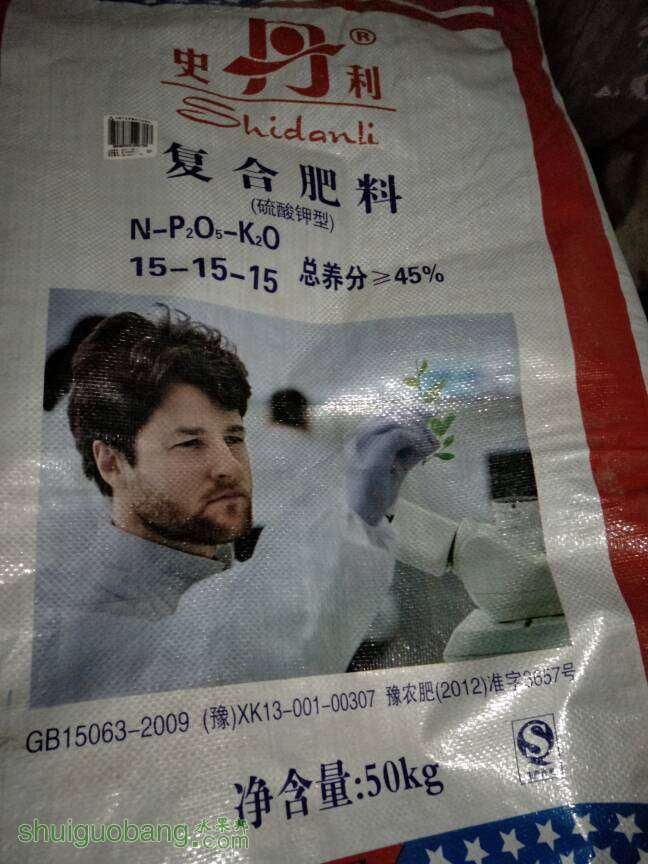 史丹利®
Shidanli
复合肥料
(硫酸钾型)
N-P₂O₅-K₂O
15-15-15 总养分≥45%
GB15063-2009 (豫)XK13-001-00307 豫农肥(2012)准字3657号
净含量:50kg
shuiguobang.水果邦